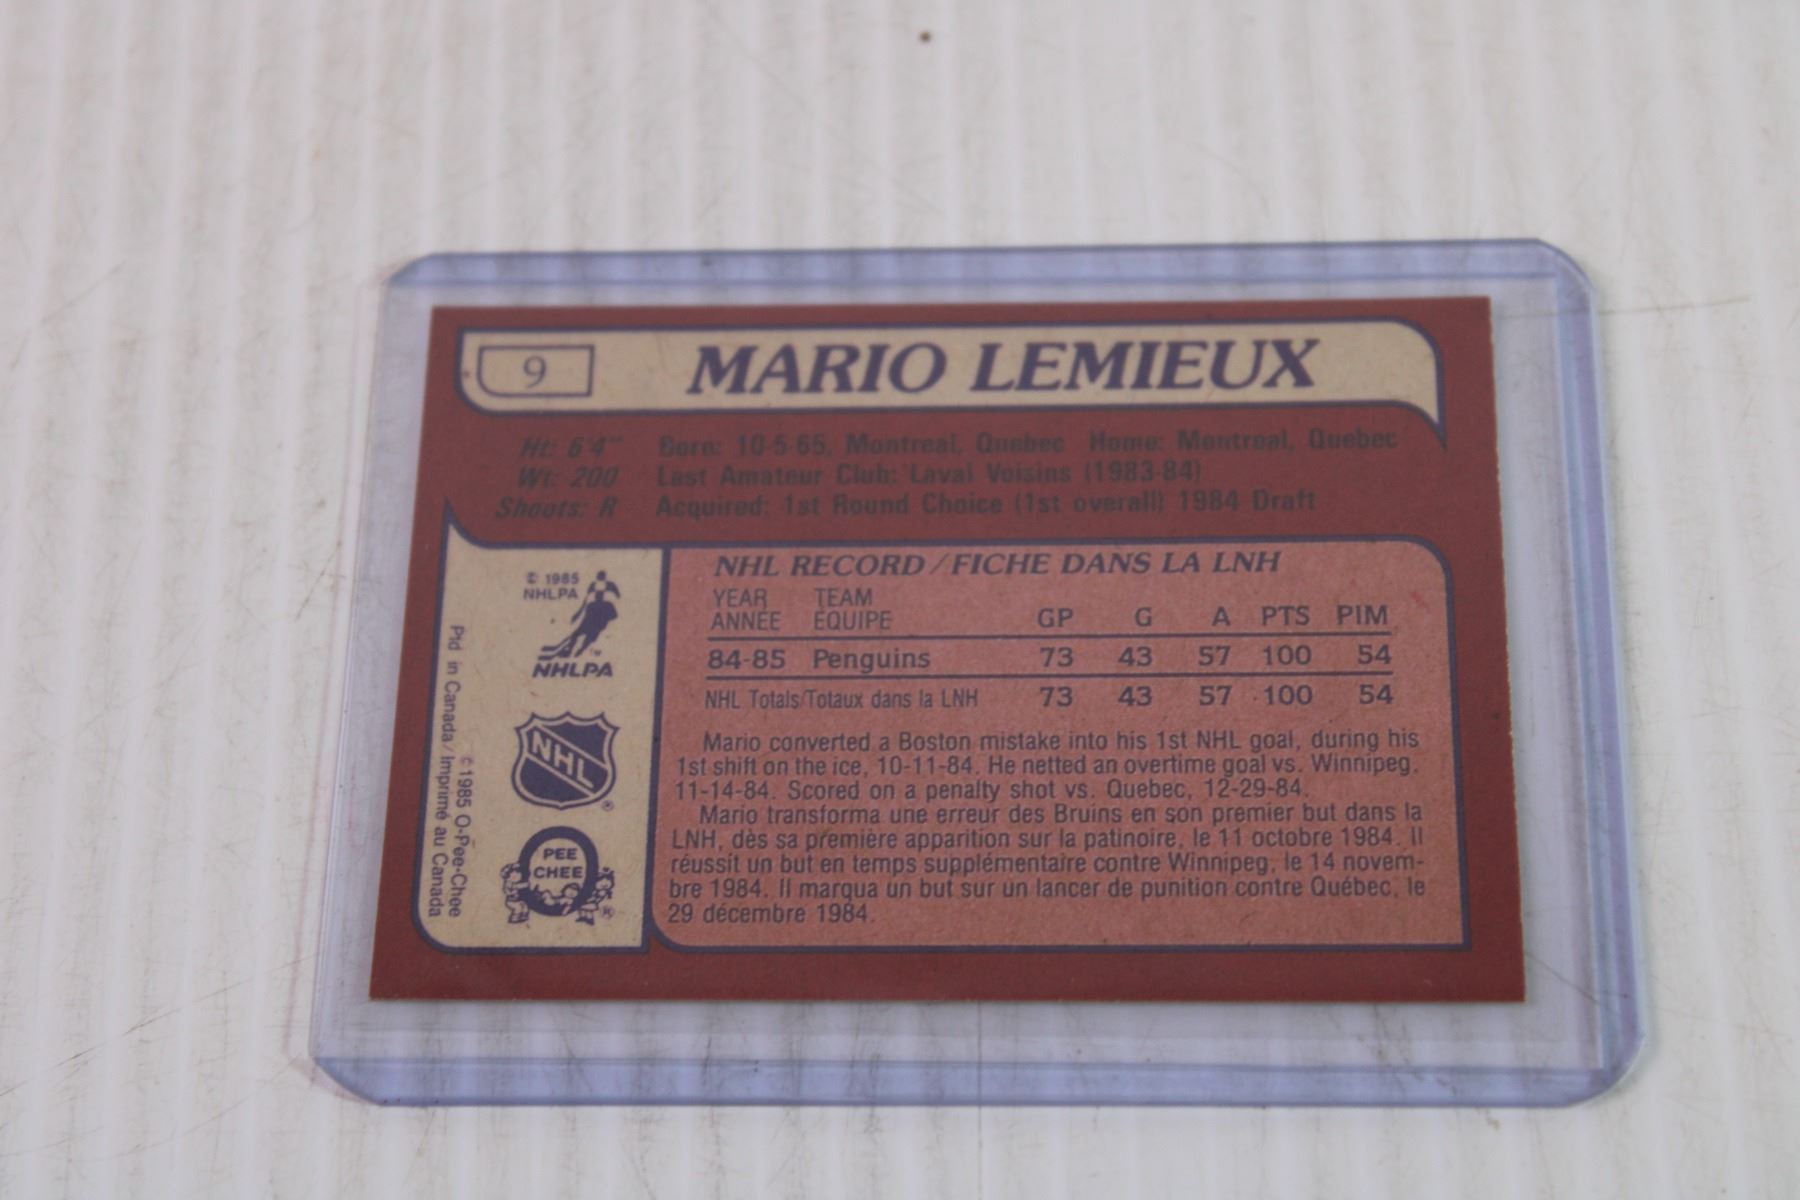 9 MARIO LEMIEUX
Ht: 6'4" Born: 10-5-65, Montreal, Quebec Home: Montreal, Quebec
Wt: 200 Last Amateur Club: Laval Voisins (1983-84)
Shoots: R Acquired: 1st Round Choice (1st overall) 1984 Draft
© 1985
NHLPA
NHLPA
NHL
PEE
CHEE
© 1985 O-Pee-Chee
Ptd. in Canada/Imprimé au Canada
NHL RECORD/FICHE DANS LA LNH
YEAR TEAM
ANNÉE ÉQUIPE GP G A PTS PIM
84-85 Penguins 73 43 57 100 54
NHL Totals/Totaux dans la LNH 73 43 57 100 54
Mario converted a Boston mistake into his 1st NHL goal, during his
1st shift on the ice, 10-11-84. He netted an overtime goal vs. Winnipeg,
11-14-84. Scored on a penalty shot vs. Quebec, 12-29-84.
Mario transforma une erreur des Bruins en son premier but dans la
LNH, dès sa première apparition sur la patinoire, le 11 octobre 1984. Il
réussit un but en temps supplémentaire contre Winnipeg, le 14 novem-
bre 1984. Il marqua un but sur un lancer de punition contre Québec, le
29 décembre 1984.